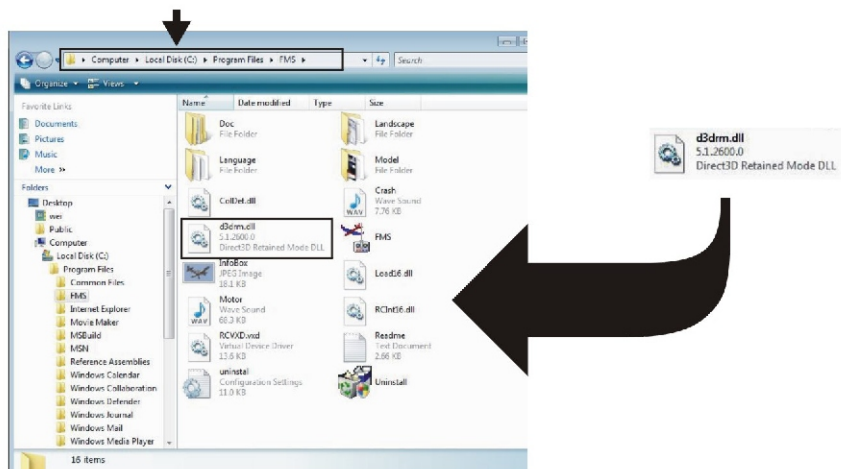 Computer ▸ Local Disk (C:) ▸ Program Files ▸ FMS ▸
Search
Organize
Views
Favorite Links
Documents
Pictures
Music
More »
Folders
Desktop
wei
Public
Computer
Local Disk (C:)
Program Files
Common Files
FMS
Internet Explorer
Movie Maker
MSBuild
MSN
Reference Assemblies
Windows Calendar
Windows Collaboration
Windows Defender
Windows Journal
Windows Mail
Windows Media Player
Name Date modified Type Size
Doc
File Folder
Landscape
File Folder
Language
File Folder
Model
File Folder
ColDet.dll
Crash
Wave Sound
7.76 KB
WAV
d3drm.dll
5.1.2600.0
Direct3D Retained Mode DLL
FMS
InfoBox
JPEG Image
18.1 KB
Load16.dll
Motor
Wave Sound
66.3 KB
WAV
RCInt16.dll
RCVXD.vxd
Virtual Device Driver
13.6 KB
Readme
Text Document
2.66 KB
uninstal
Configuration Settings
11.0 KB
Uninstall
16 items
d3drm.dll
5.1.2600.0
Direct3D Retained Mode DLL